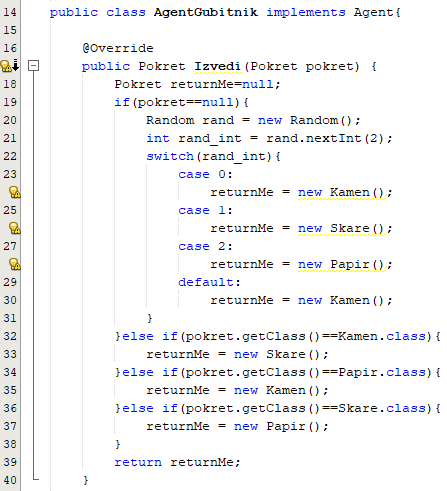 14 public class AgentGubitnik implements Agent{
15
16     @Override
    public Pokret Izvedi(Pokret pokret) {
18         Pokret returnMe=null;
19         if(pokret==null){
20             Random rand = new Random();
21             int rand_int = rand.nextInt(2);
22             switch(rand_int){
23                 case 0:
                    returnMe = new Kamen();
25                 case 1:
                    returnMe = new Skare();
27                 case 2:
                    returnMe = new Papir();
29                 default:
30                     returnMe = new Kamen();
31             }
32         }else if(pokret.getClass()==Kamen.class){
33             returnMe = new Skare();
34         }else if(pokret.getClass()==Papir.class){
35             returnMe = new Kamen();
36         }else if(pokret.getClass()==Skare.class){
37             returnMe = new Papir();
38         }
39         return returnMe;
40     }